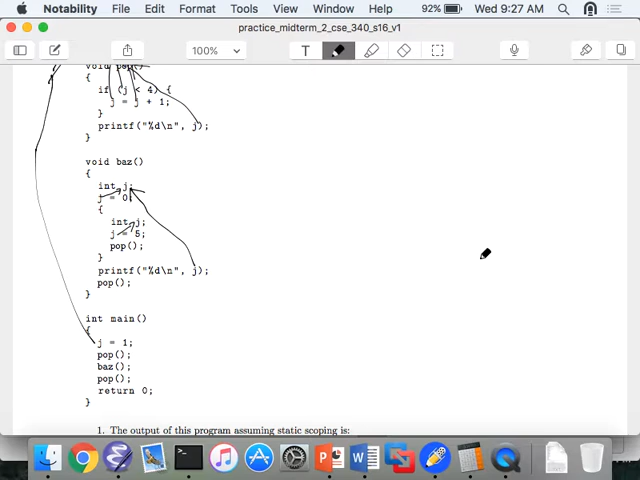 Notability File Edit Tools View Window Help 92% Wed 9:27 AM
practice_midterm_2_cse_340_s16_v1
100% T
void pop()
{
if (j < 4) {
j = j + 1;
}
printf("%d\n", j);
}
void baz()
{
int j;
j = 0;
{
int j;
j = 5;
pop();
}
printf("%d\n", j);
pop();
}
int main()
{
j = 1;
pop();
baz();
pop();
return 0;
}
1. The output of this program assuming static scoping is: